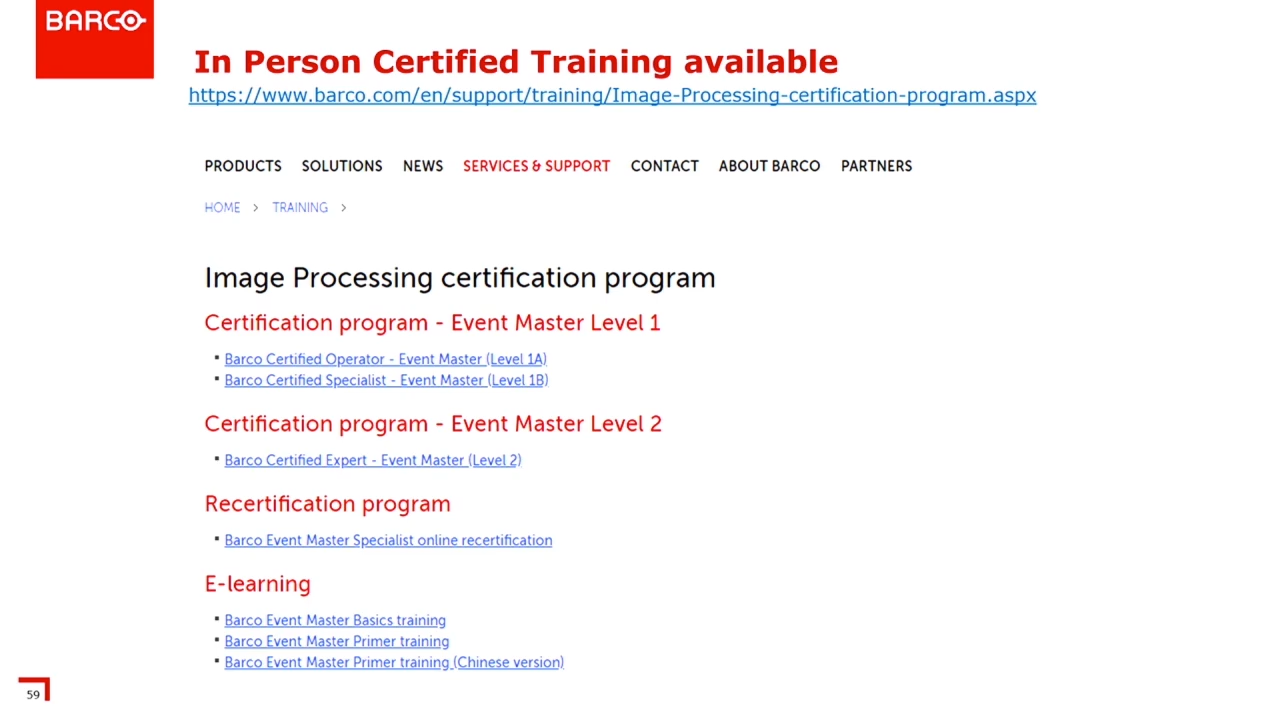 BARCO
In Person Certified Training available
https://www.barco.com/en/support/training/Image-Processing-certification-program.aspx
PRODUCTS SOLUTIONS NEWS SERVICES & SUPPORT CONTACT ABOUT BARCO PARTNERS
HOME > TRAINING >
Image Processing certification program
Certification program - Event Master Level 1
▪ Barco Certified Operator - Event Master (Level 1A)
▪ Barco Certified Specialist - Event Master (Level 1B)
Certification program - Event Master Level 2
▪ Barco Certified Expert - Event Master (Level 2)
Recertification program
▪ Barco Event Master Specialist online recertification
E-learning
▪ Barco Event Master Basics training
▪ Barco Event Master Primer training
▪ Barco Event Master Primer training (Chinese version)
59